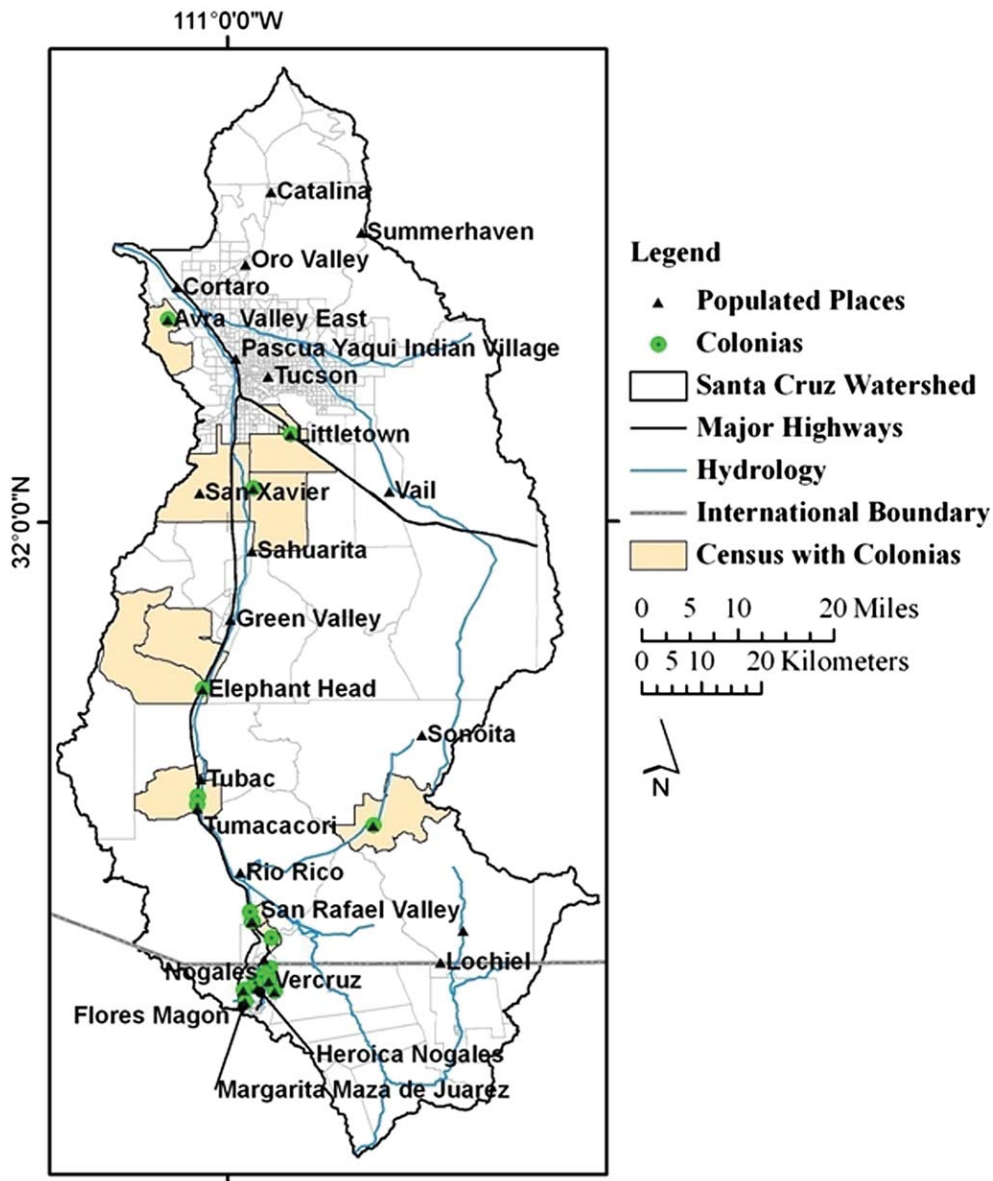 111°0'0"W
Catalina
Summerhaven
Oro Valley
Cortaro
Avra Valley East
Pascua Yaqui Indian Village
Tucson
Littletown
San Xavier
Vail
32°0'0"N
Sahuarita
Green Valley
Elephant Head
Sonoita
Tubac
Tumacacori
Rio Rico
San Rafael Valley
Lochiel
Nogales
Vercruz
Flores Magon
Heroica Nogales
Margarita Maza de Juarez
Legend
Populated Places
Colonias
Santa Cruz Watershed
Major Highways
Hydrology
International Boundary
Census with Colonias
0 5 10 20 Miles
0 5 10 20 Kilometers
N